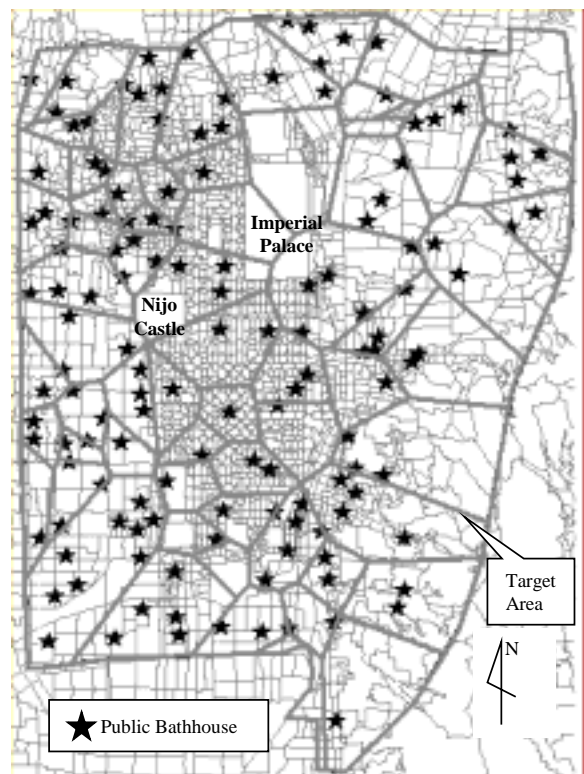 Imperial
Palace
Nijo
Castle
Target
Area
N
Public Bathhouse